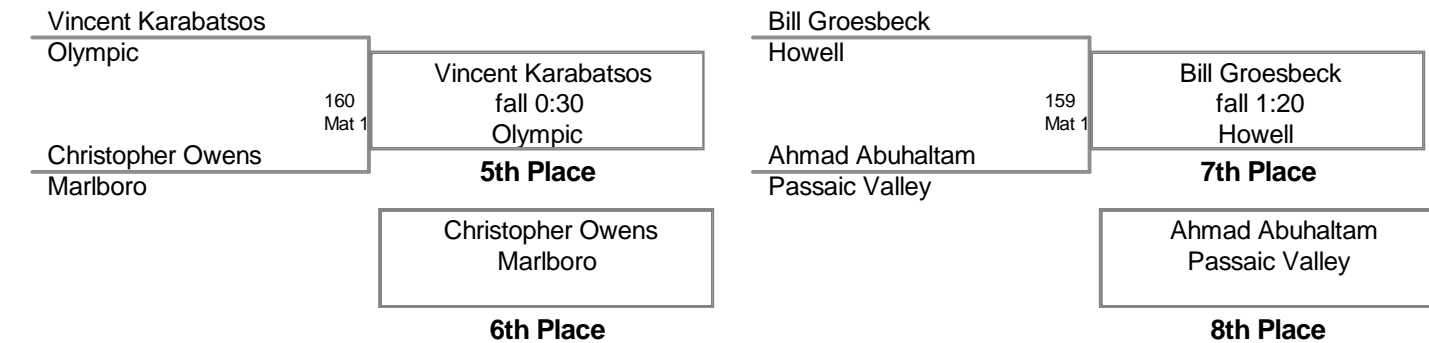 Vincent Karabatsos
Olympic
160
Mat 1
Christopher Owens
Marlboro
Vincent Karabatsos
fall 0:30
Olympic
5th Place
Christopher Owens
Marlboro
6th Place
Bill Groesbeck
Howell
159
Mat 1
Ahmad Abuhaltam
Passaic Valley
Bill Groesbeck
fall 1:20
Howell
7th Place
Ahmad Abuhaltam
Passaic Valley
8th Place